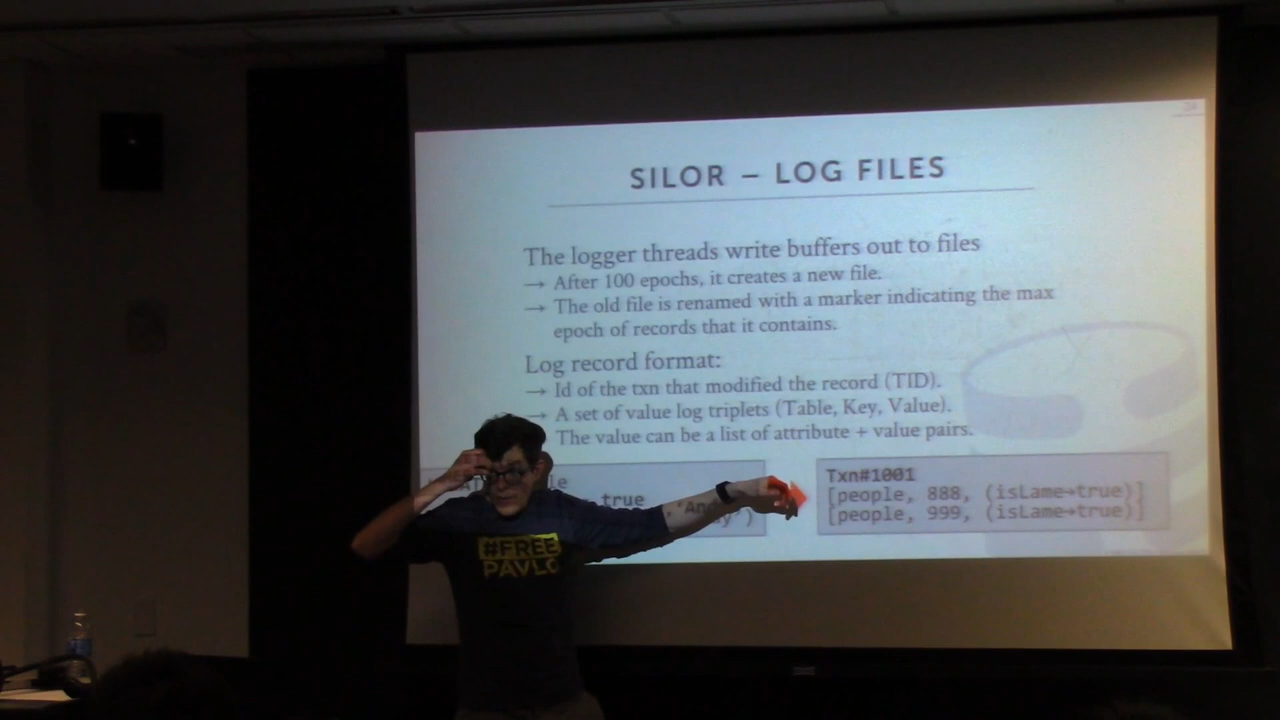 SILOR – LOG FILES
The logger threads write buffers out to files
→ After 100 epochs, it creates a new file.
→ The old file is renamed with a marker indicating the max
epoch of records that it contains.
Log record format:
→ Id of the txn that modified the record (TID).
→ A set of value log triplets (Table, Key, Value).
The value can be a list of attribute + value pairs.
true
Txn#1001
[people, 888, (isLame→true)]
[people, 999, (isLame→true)]
#FREE
PAVLO